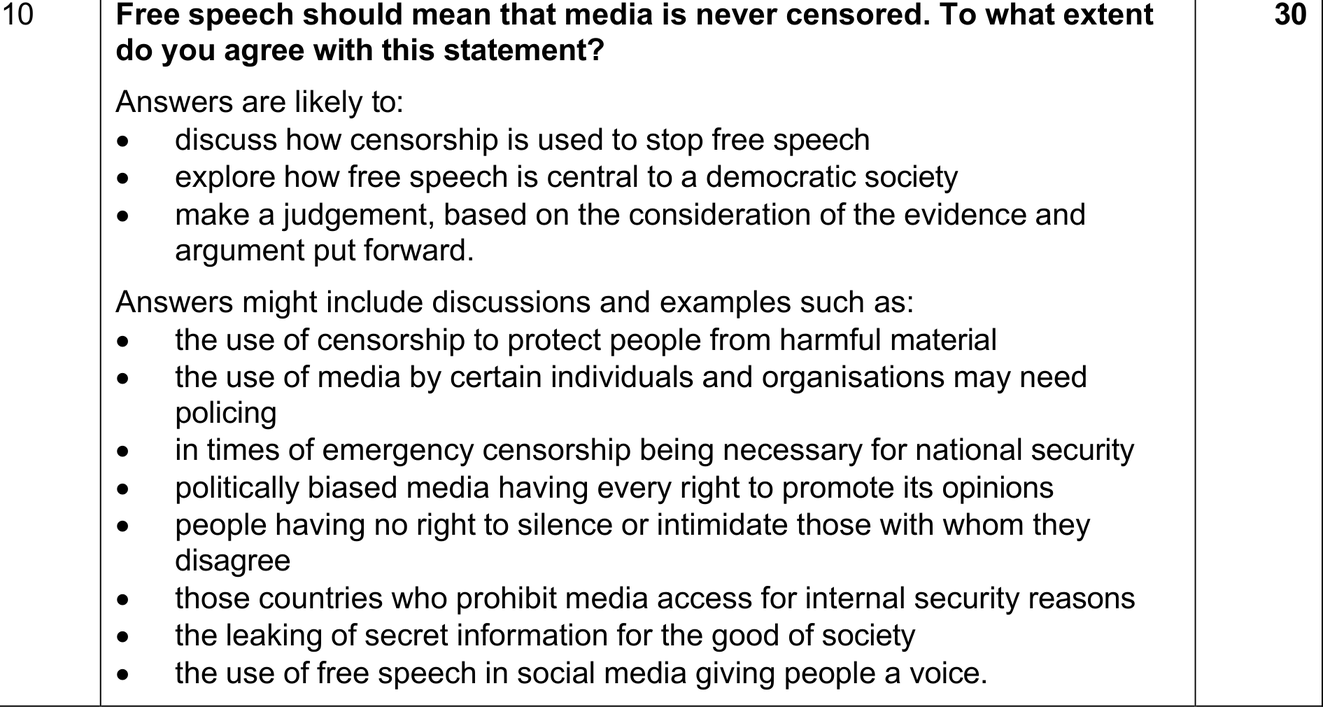 10 Free speech should mean that media is never censored. To what extent 30
do you agree with this statement?
Answers are likely to:
• discuss how censorship is used to stop free speech
• explore how free speech is central to a democratic society
• make a judgement, based on the consideration of the evidence and
argument put forward.
Answers might include discussions and examples such as:
• the use of censorship to protect people from harmful material
• the use of media by certain individuals and organisations may need
policing
• in times of emergency censorship being necessary for national security
• politically biased media having every right to promote its opinions
• people having no right to silence or intimidate those with whom they
disagree
• those countries who prohibit media access for internal security reasons
• the leaking of secret information for the good of society
• the use of free speech in social media giving people a voice.